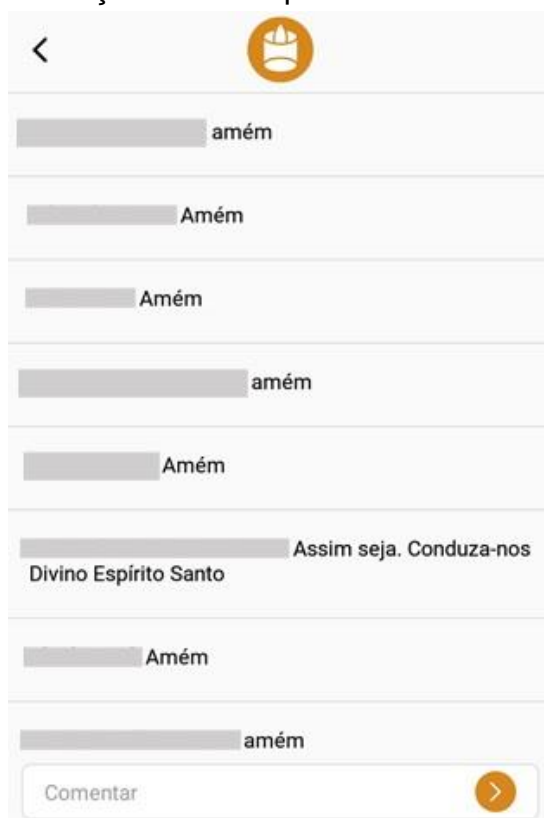 amém
Amém
Amém
amém
Amém
Assim seja. Conduza-nos
Divino Espírito Santo
Amém
amém
Comentar